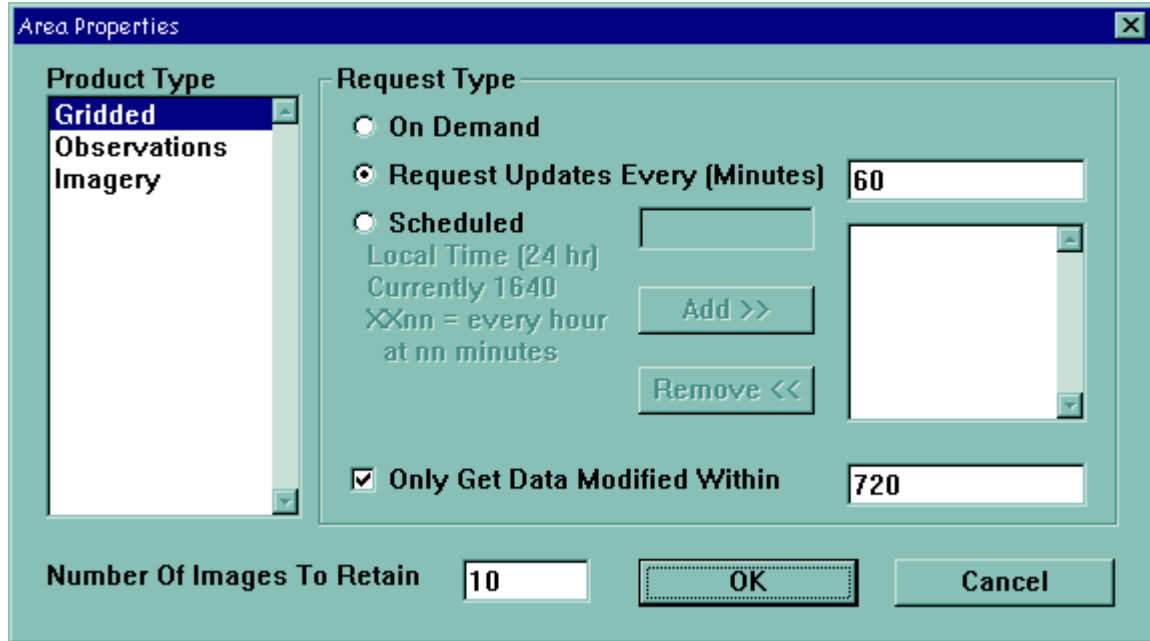 Area Properties
Product Type
Gridded
Observations
Imagery
Request Type
On Demand
Request Updates Every (Minutes) 60
Scheduled
Local Time (24 hr)
Currently 1640
XXnn = every hour
at nn minutes
Add >>
Remove <<
Only Get Data Modified Within 720
Number Of Images To Retain 10
OK
Cancel